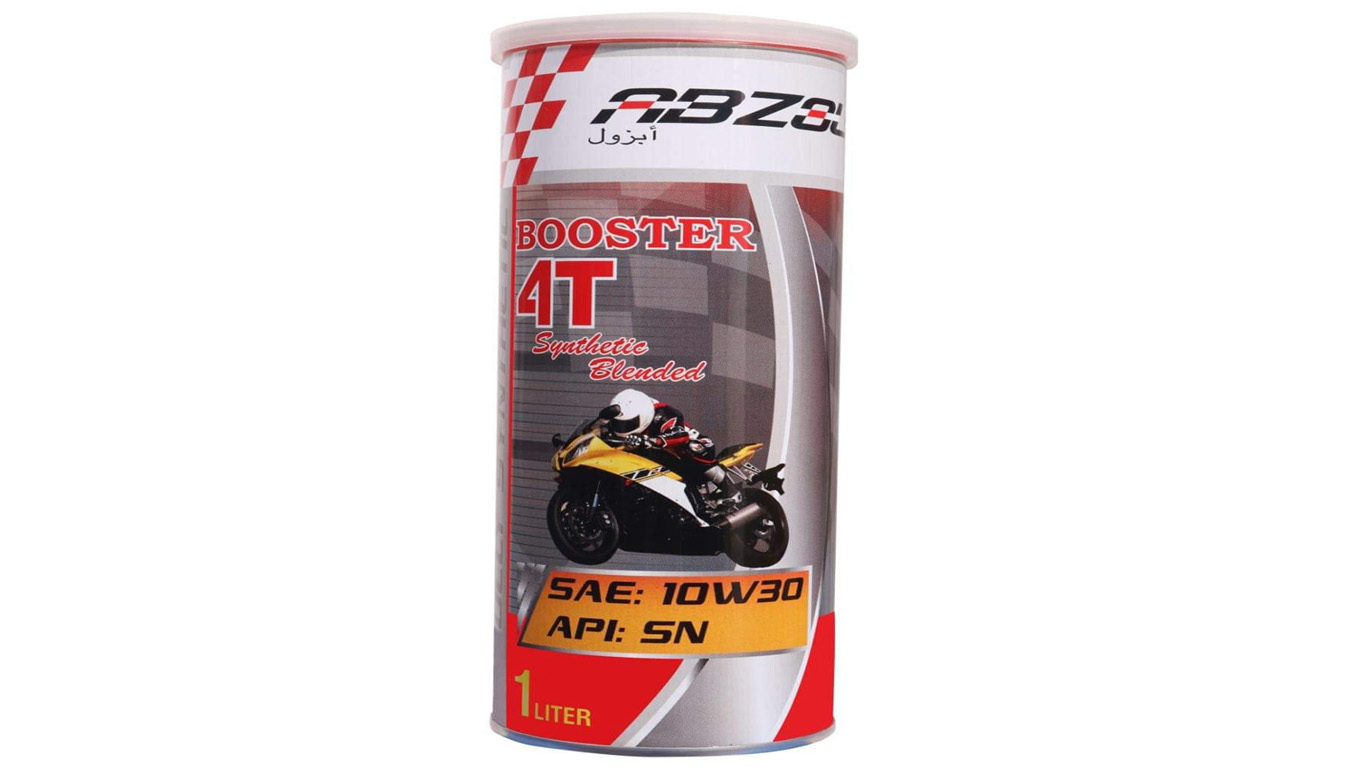 ABZOL
أبزول
BOOSTER
4T
Synthetic
Blended
SAE: 10W30
API: SN
1 LITER